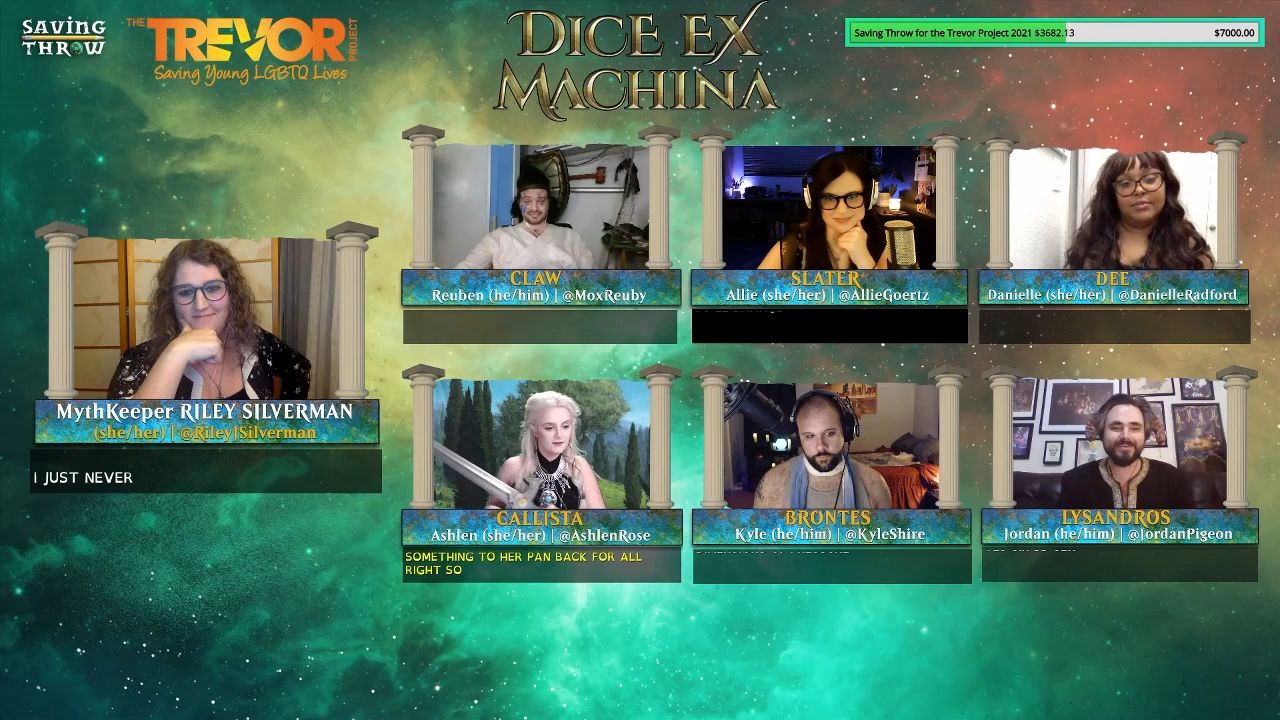 SAVING
THROW
THE
TREVOR
PROJECT
Saving Young LGBTQ Lives
DICE EX
MACHINA
Saving Throw for the Trevor Project 2021 $3682.13
$7000.00
CLAW
Reuben (he/him) | @MoxReuby
SLATER
Allie (she/her) | @AllieGoertz
DEE
Danielle (she/her) | @DanielleRadford
MythKeeper RILEY SILVERMAN
(she/her) | @RileyJSilverman
I JUST NEVER
CALLISTA
Ashlen (she/her) | @AshlenRose
SOMETHING TO HER PAN BACK FOR ALL
RIGHT SO
BRONTES
Kyle (he/him) | @KyleShire
LYSANDROS
Jordan (he/him) | @JordanPigeon